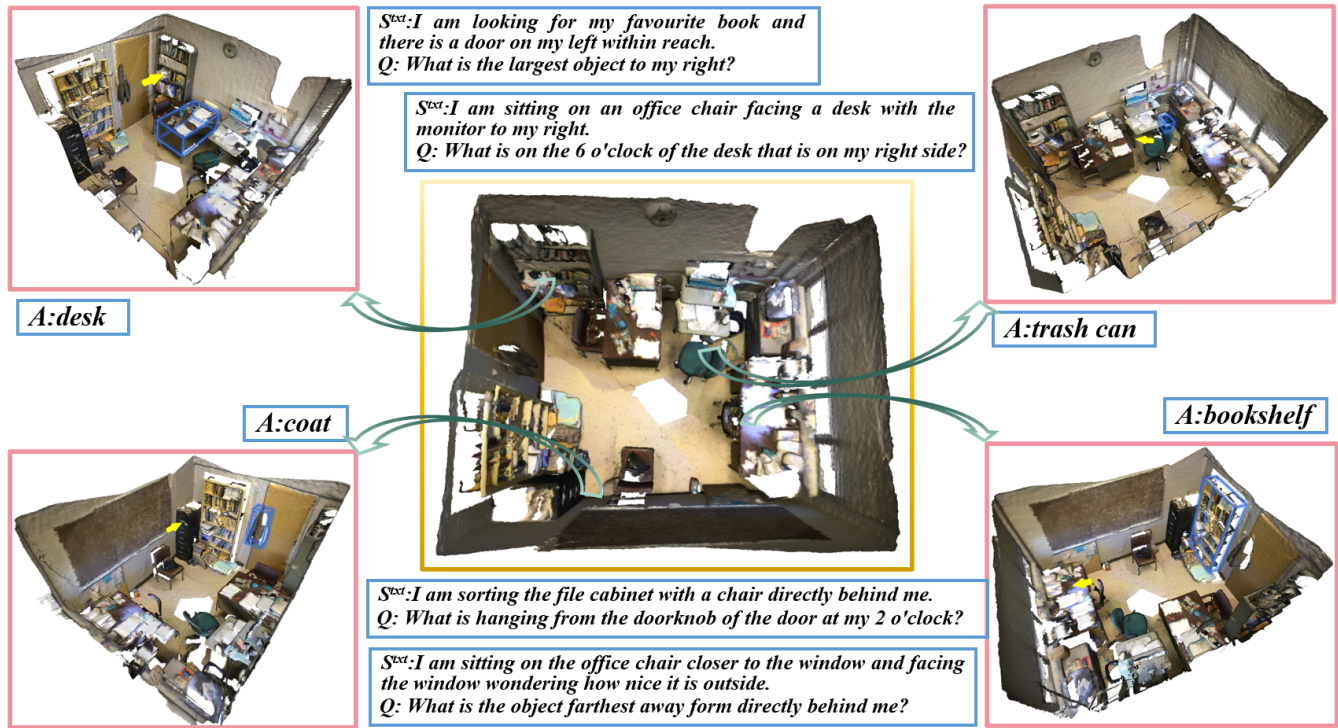 Sᵗˣᵗ:I am looking for my favourite book and
there is a door on my left within reach.
Q: What is the largest object to my right?
Sᵗˣᵗ:I am sitting on an office chair facing a desk with the
monitor to my right.
Q: What is on the 6 o'clock of the desk that is on my right side?
A:desk
A:trash can
A:coat
A:bookshelf
Sᵗˣᵗ:I am sorting the file cabinet with a chair directly behind me.
Q: What is hanging from the doorknob of the door at my 2 o'clock?
Sᵗˣᵗ:I am sitting on the office chair closer to the window and facing
the window wondering how nice it is outside.
Q: What is the object farthest away form directly behind me?